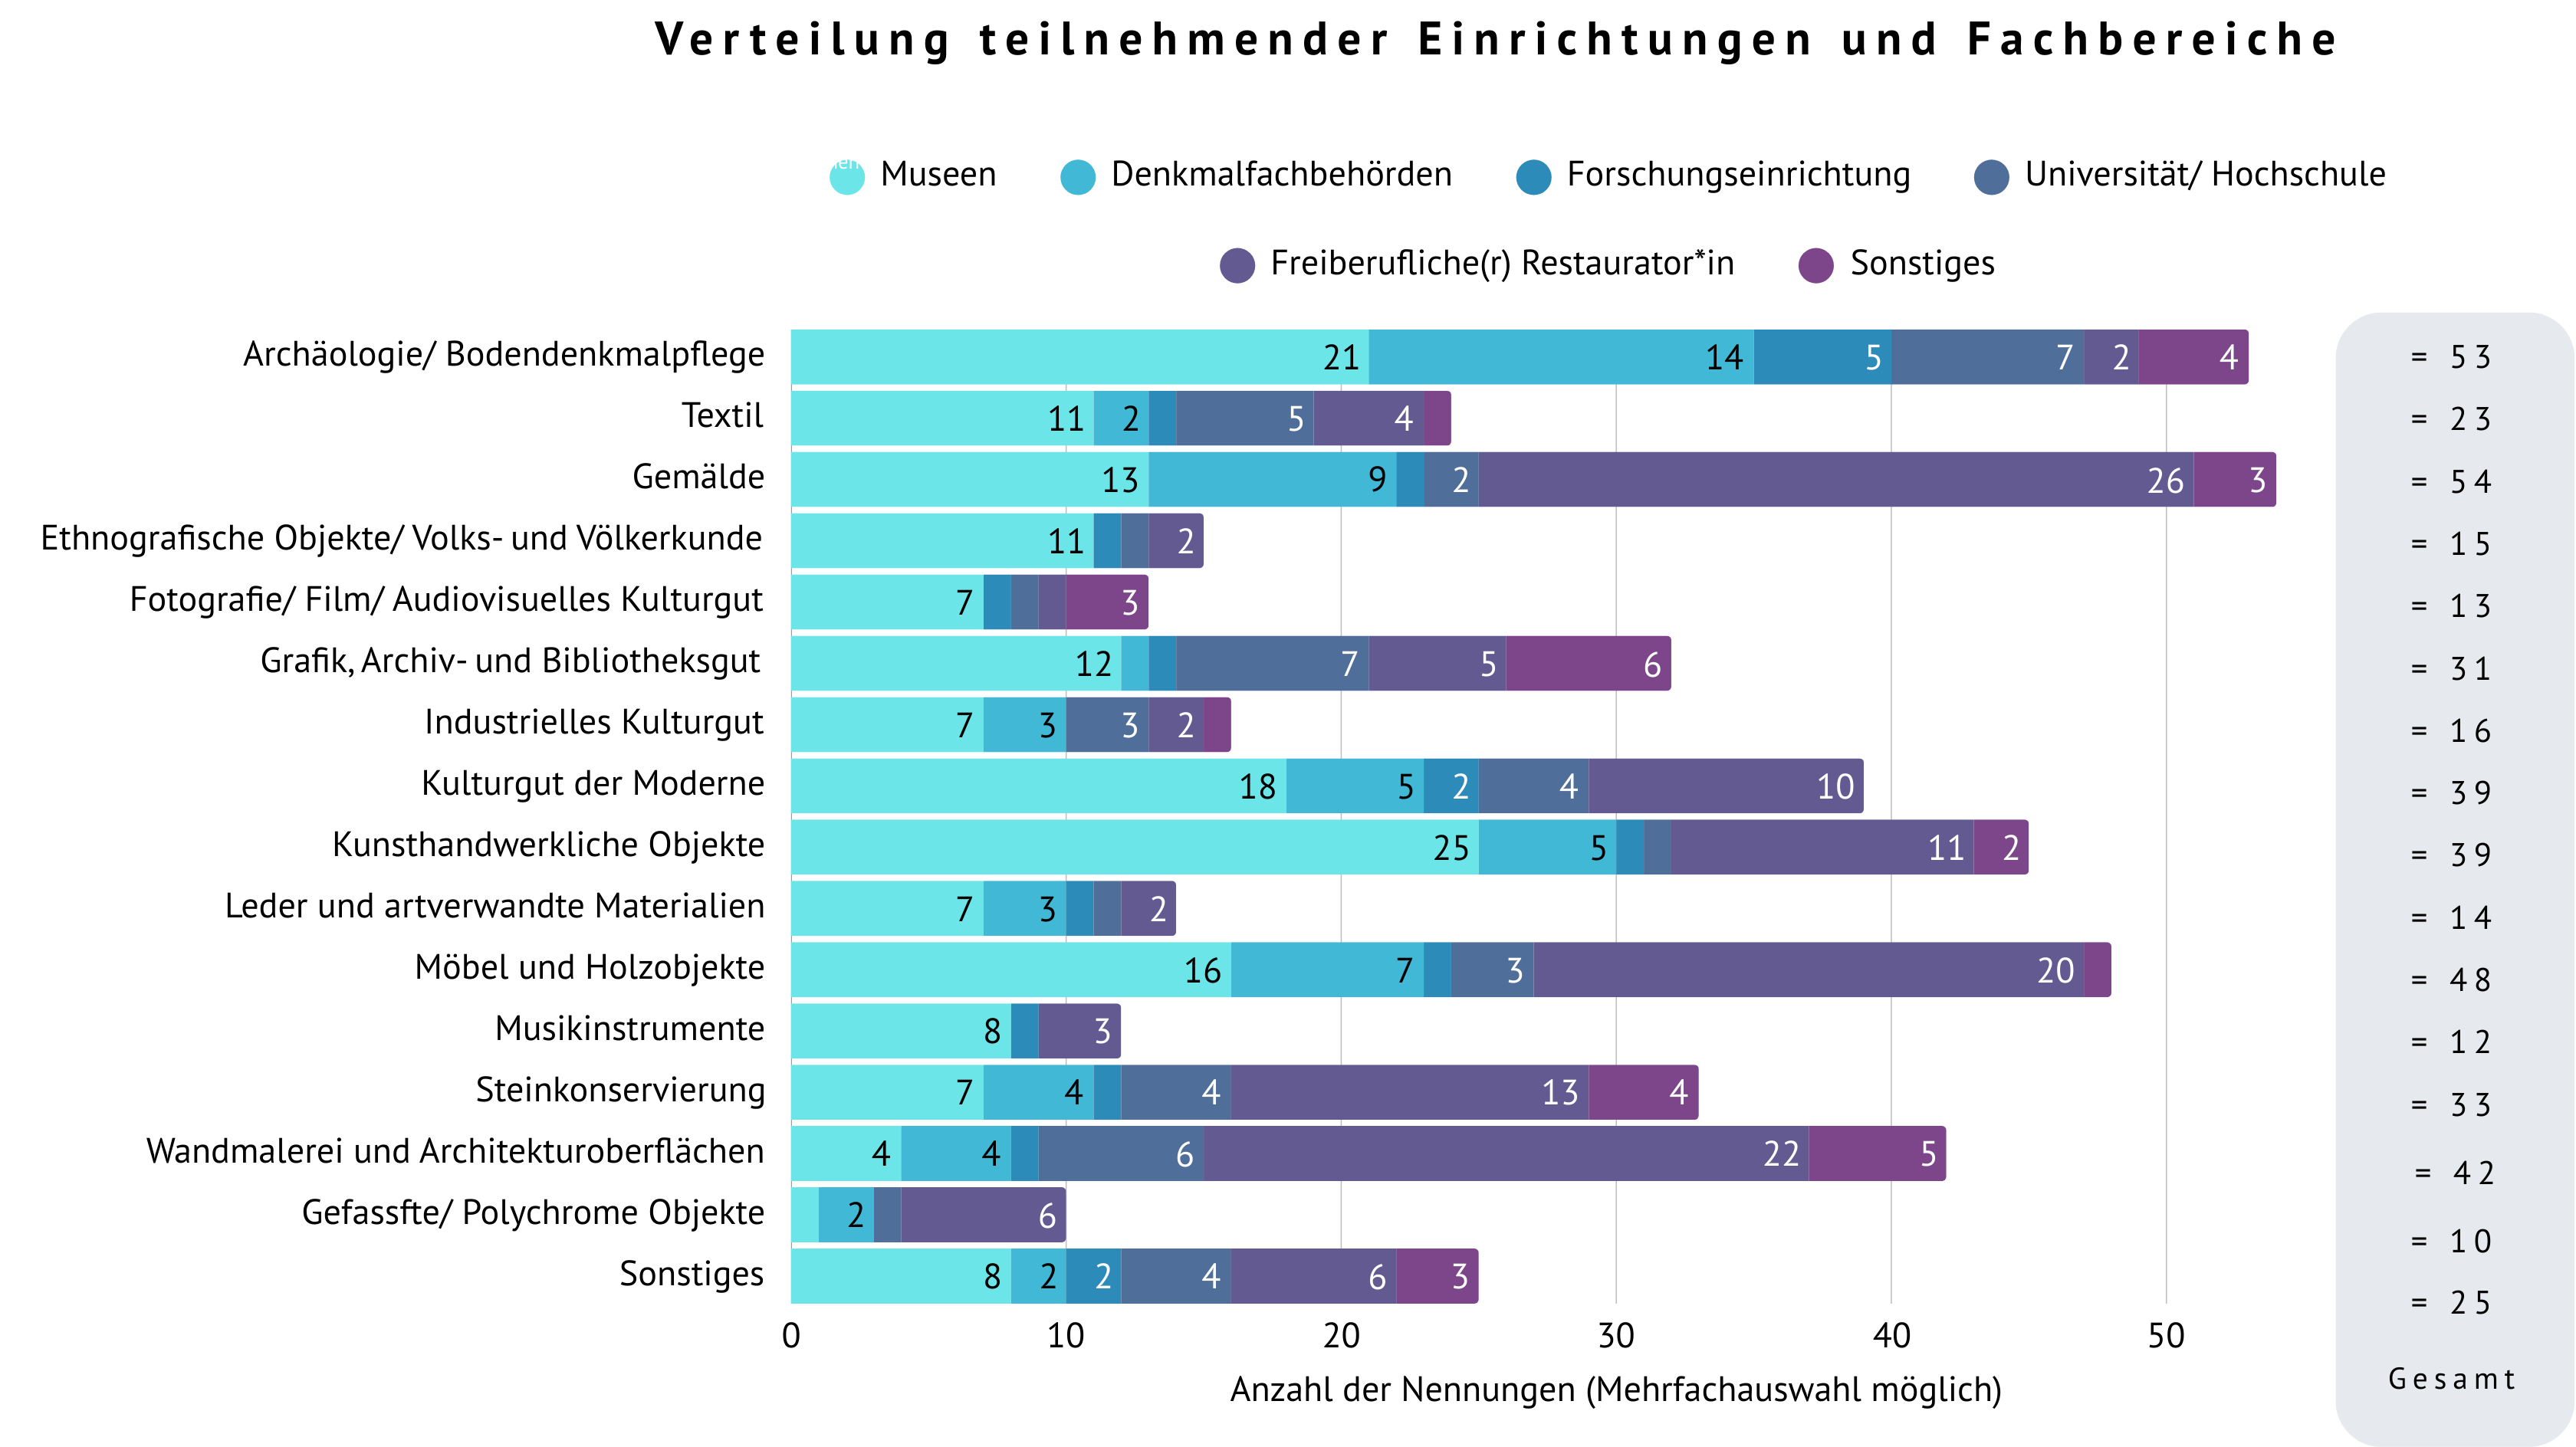 Verteilung teilnehmender Einrichtungen und Fachbereiche
Museen Denkmalfachbehörden Forschungseinrichtung Universität/ Hochschule
Freiberufliche(r) Restaurator*in Sonstiges
Archäologie/ Bodendenkmalpflege 21 14 5 7 2 4 = 53
Textil 11 2 5 4 = 23
Gemälde 13 9 2 26 3 = 54
Ethnografische Objekte/ Volks- und Völkerkunde 11 2 = 15
Fotografie/ Film/ Audiovisuelles Kulturgut 7 3 = 13
Grafik, Archiv- und Bibliotheksgut 12 7 5 6 = 31
Industrielles Kulturgut 7 3 3 2 = 16
Kulturgut der Moderne 18 5 2 4 10 = 39
Kunsthandwerkliche Objekte 25 5 11 2 = 39
Leder und artverwandte Materialien 7 3 2 = 14
Möbel und Holzobjekte 16 7 3 20 = 48
Musikinstrumente 8 3 = 12
Steinkonservierung 7 4 4 13 4 = 33
Wandmalerei und Architekturoberflächen 4 4 6 22 5 = 42
Gefassfte/ Polychrome Objekte 2 6 = 10
Sonstiges 8 2 2 4 6 3 = 25
0 10 20 30 40 50
Anzahl der Nennungen (Mehrfachauswahl möglich) Gesamt